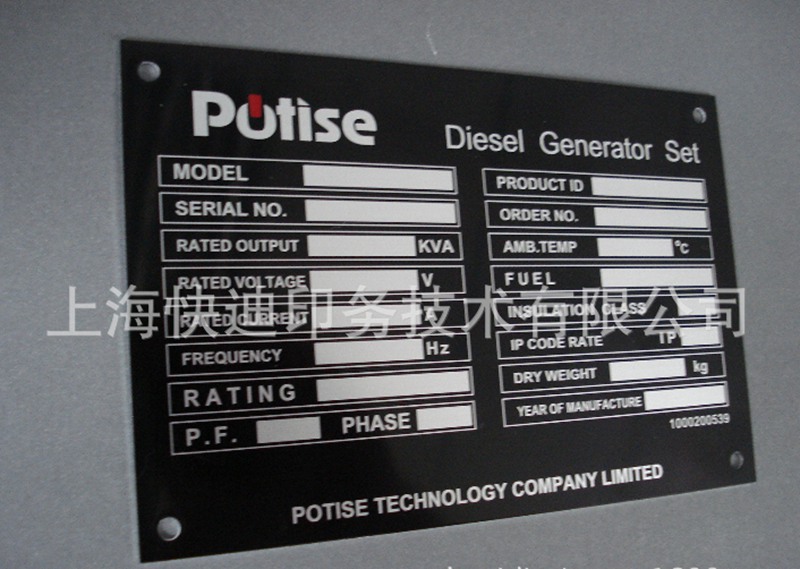 Potise
Diesel Generator Set
MODEL
SERIAL NO.
RATED OUTPUT KVA
RATED VOLTAGE V
RATED CURRENT A
FREQUENCY Hz
RATING
P.F. PHASE
PRODUCT ID
ORDER NO.
AMB.TEMP °C
FUEL
INSULATION CLASS
IP CODE RATE IP
DRY WEIGHT kg
YEAR OF MANUFACTURE
1000200539
POTISE TECHNOLOGY COMPANY LIMITED
上海快迪印务技术有限公司